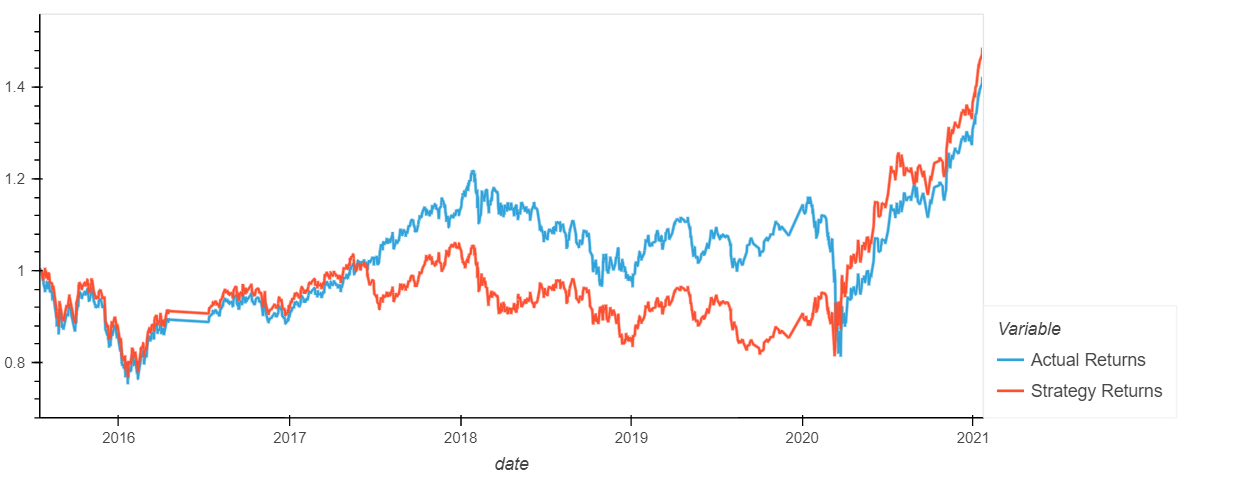 1.4
1.2
1
0.8
2016 2017 2018 2019 2020 2021
date
Variable
Actual Returns
Strategy Returns